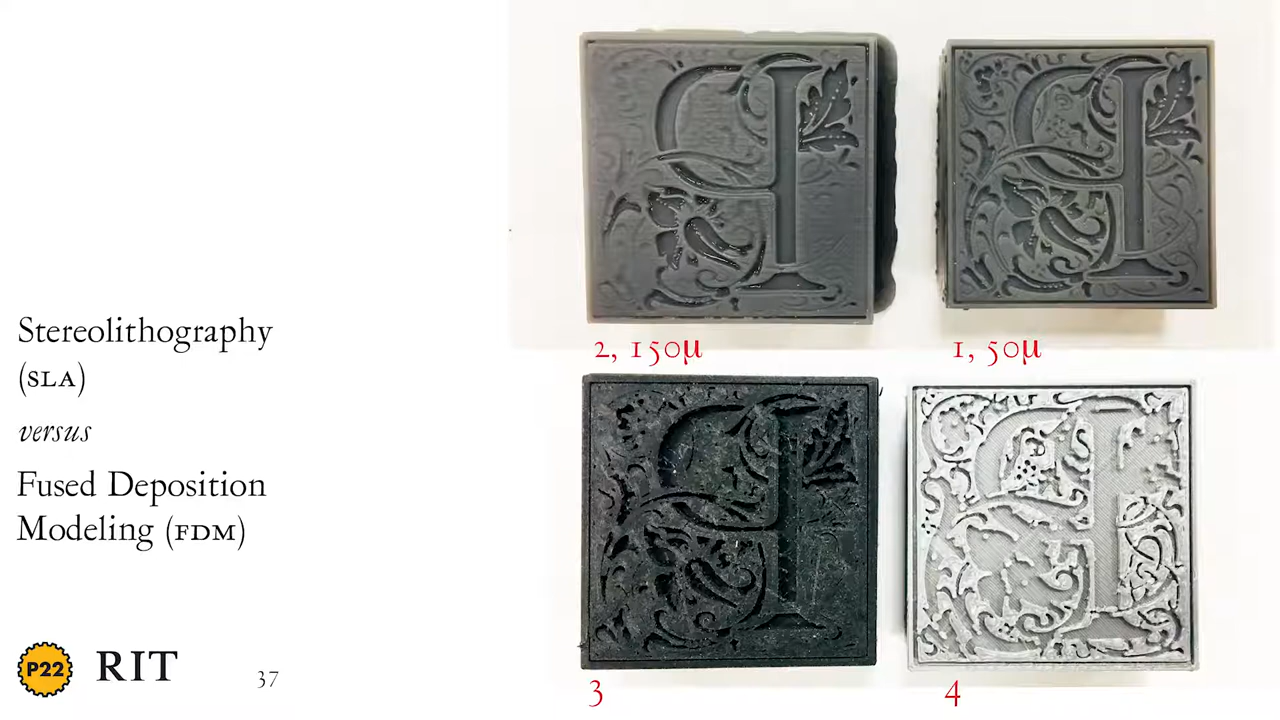 Stereolithography
(SLA)
versus
Fused Deposition
Modeling (FDM)
2, 150µ
1, 50µ
3
4
P22
RIT
37